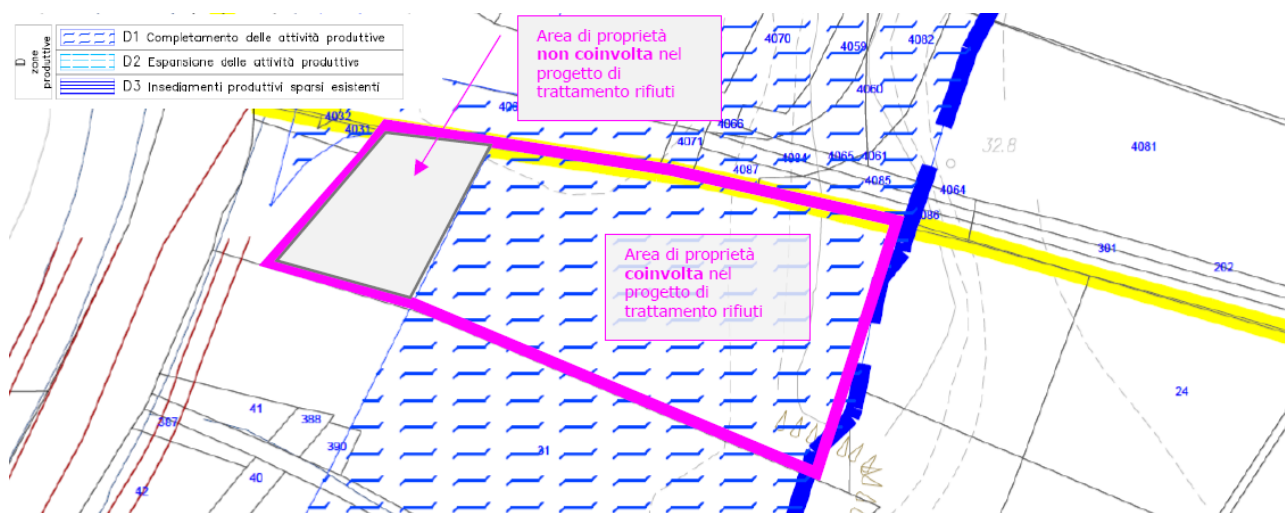 D zone produttive
D1 Completamento delle attività produttive
D2 Espansione delle attività produttive
D3 Insediamenti produttivi sparsi esistenti
Area di proprietà
non coinvolta nel
progetto di
trattamento rifiuti
4070
4059
4082
4060
4032
4031
4066
4071
4087
4084
4065
4061
4085
4064
32.8
4081
301
202
Area di proprietà
coinvolta nel
progetto di
trattamento rifiuti
24
41
388
387
390
31
40
42